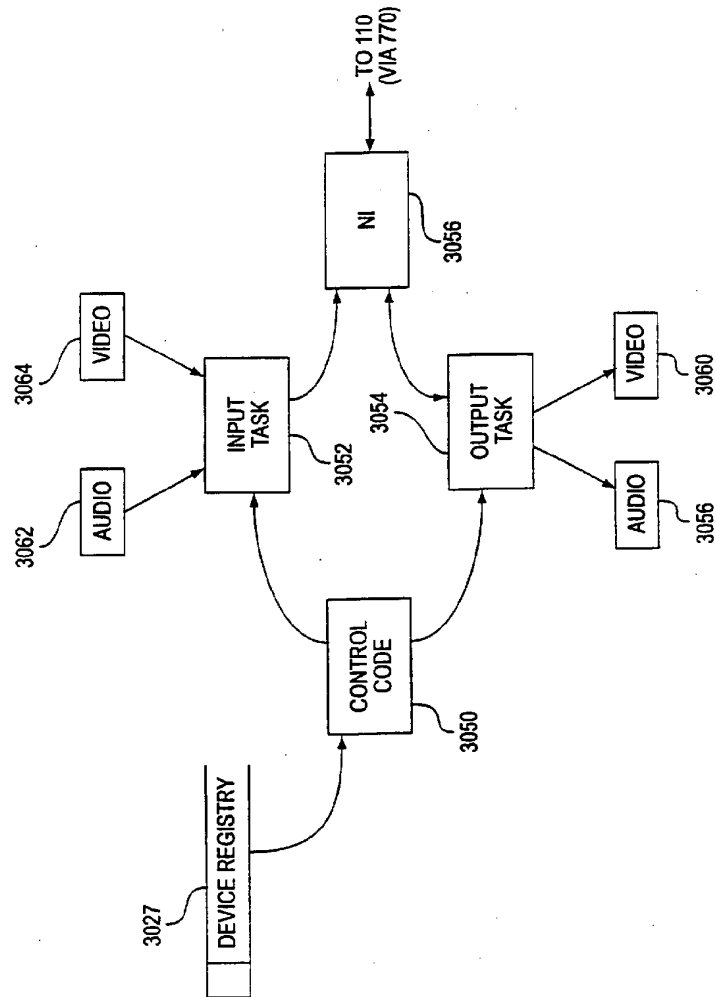 3027
DEVICE REGISTRY
CONTROL
CODE
3050
3062
AUDIO
3064
VIDEO
INPUT
TASK
3052
3054
OUTPUT
TASK
AUDIO
3056
VIDEO
3060
NI
3056
TO 110
(VIA 770)